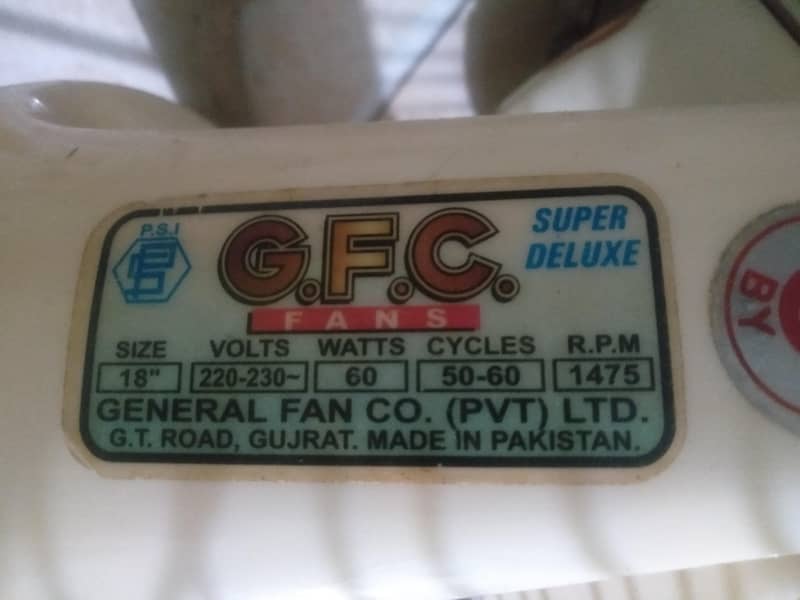 P.S.I
G.F.C.
SUPER
DELUXE
FANS
SIZE VOLTS WATTS CYCLES R.P.M
18" 220-230~ 60 50-60 1475
GENERAL FAN CO. (PVT) LTD.
G.T. ROAD, GUJRAT. MADE IN PAKISTAN.
BY